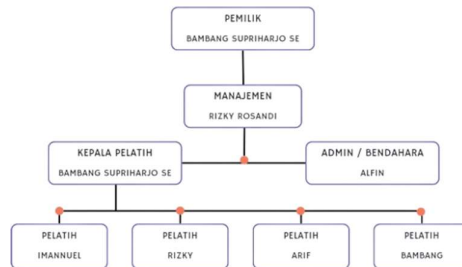 PEMILIK
BAMBANG SUPRIHARJO SE
MANAJEMEN
RIZKY ROSANDI
KEPALA PELATIH
BAMBANG SUPRIHARJO SE
ADMIN / BENDAHARA
ALFIN
PELATIH
IMANNUEL
PELATIH
RIZKY
PELATIH
ARIF
PELATIH
BAMBANG